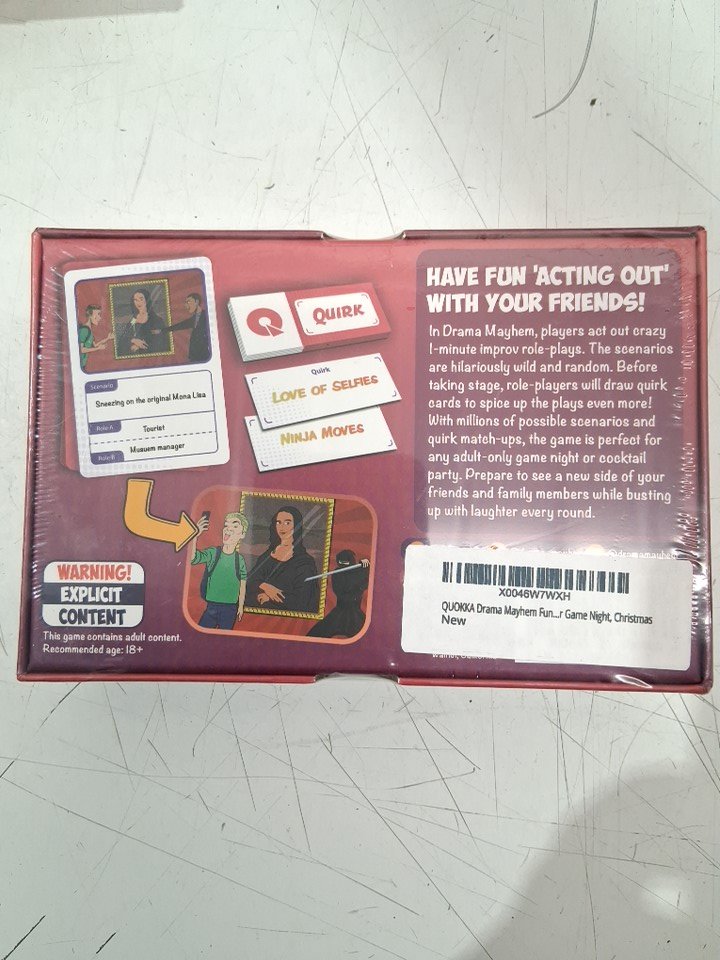 Scenario
Sneezing on the original Mona Lisa
Role A
Tourist
Role B
Musuem manager
QUIRK
Quirk
LOVE OF SELFIES
NINJA MOVES
WARNING!
EXPLICIT
CONTENT
This game contains adult content.
Recommended age: 18+
HAVE FUN 'ACTING OUT'
WITH YOUR FRIENDS!
In Drama Mayhem, players act out crazy
1-minute improv role-plays. The scenarios
are hilariously wild and random. Before
taking stage, role-players will draw quirk
cards to spice up the plays even more!
With millions of possible scenarios and
quirk match-ups, the game is perfect for
any adult-only game night or cocktail
party. Prepare to see a new side of your
friends and family members while busting
up with laughter every round.
X0046W7WXH
QUOKKA Drama Mayhem Fun...r Game Night, Christmas
New